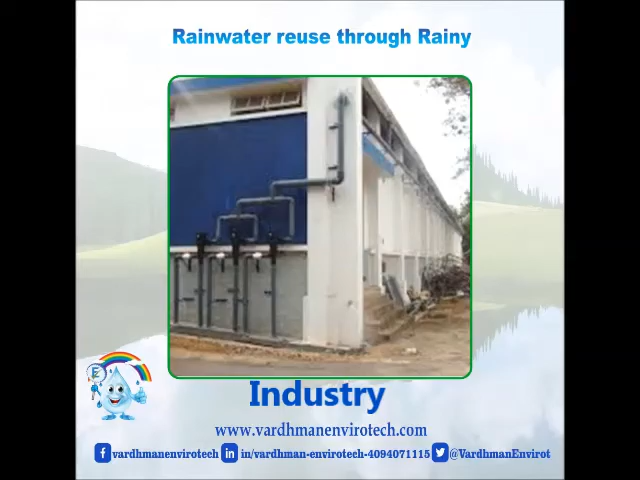 Rainwater reuse through Rainy
Industry
www.vardhmanenvirotech.com
vardhmanenvirotech in/vardhman-envirotech-4094071115 @VardhmanEnvirot